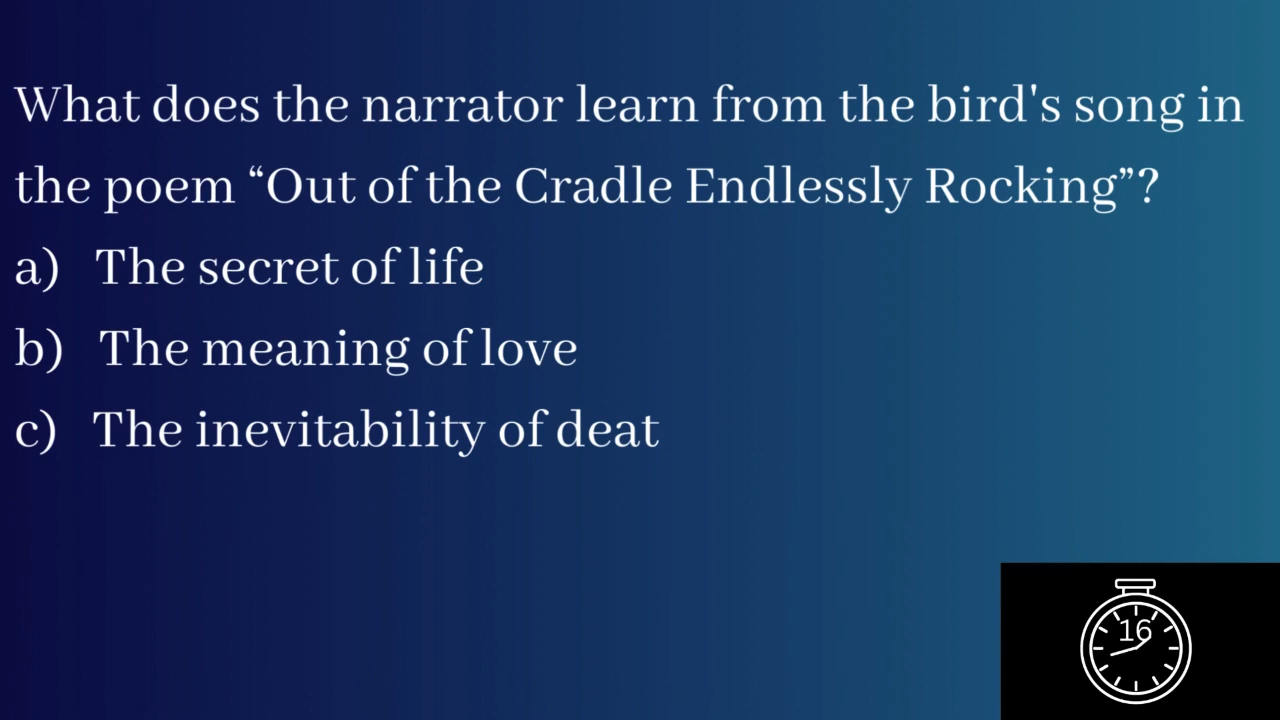 What does the narrator learn from the bird's song in
the poem “Out of the Cradle Endlessly Rocking”?
a) The secret of life
b) The meaning of love
c) The inevitability of deat
16